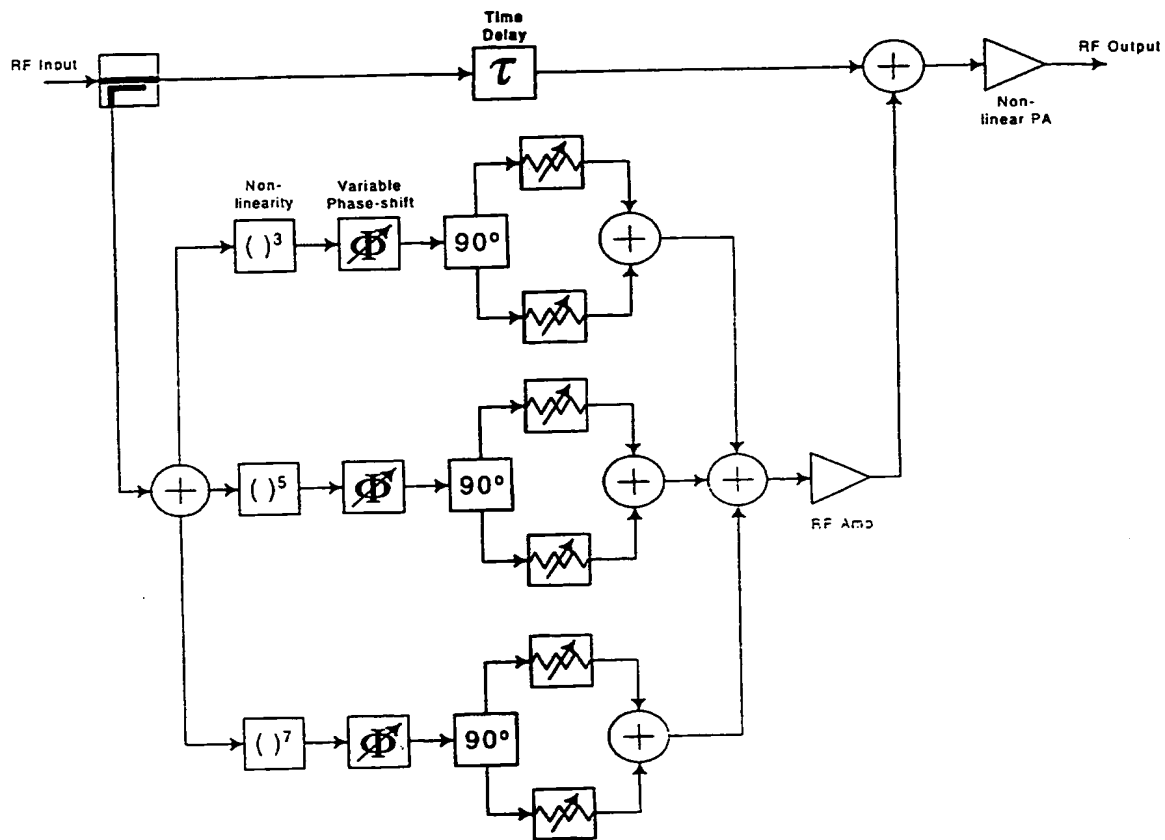 Time
Delay
RF Input
τ
RF Output
Non-
linear PA
Non-
linearity
Variable
Phase-shift
( )³
Φ
90°
( )⁵
Φ
90°
RF Amp
( )⁷
Φ
90°